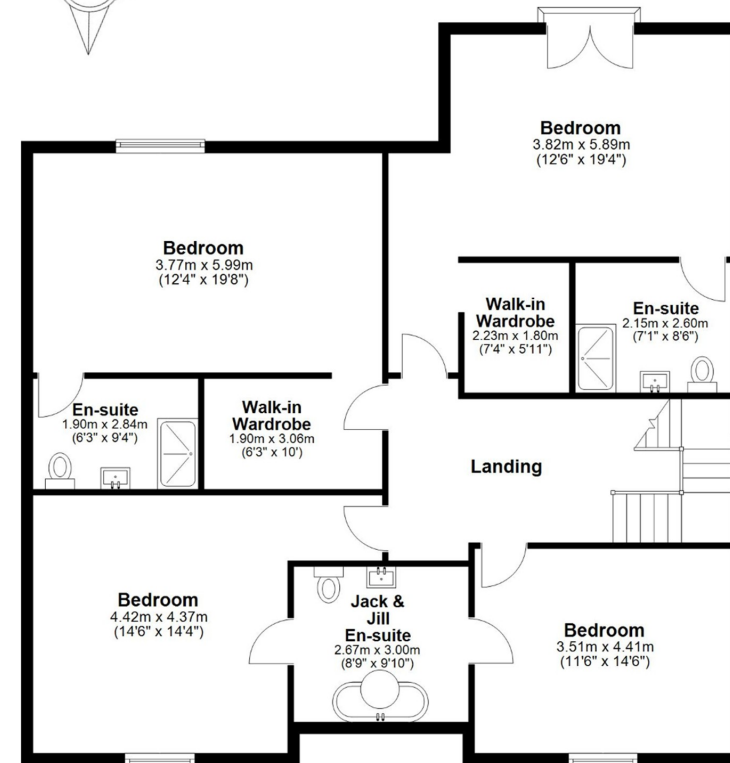 Bedroom
3.82m x 5.89m
(12'6" x 19'4")
Bedroom
3.77m x 5.99m
(12'4" x 19'8")
Walk-in
Wardrobe
2.23m x 1.80m
(7'4" x 5'11")
En-suite
2.15m x 2.60m
(7'1" x 8'6")
En-suite
1.90m x 2.84m
(6'3" x 9'4")
Walk-in
Wardrobe
1.90m x 3.06m
(6'3" x 10')
Landing
Bedroom
4.42m x 4.37m
(14'6" x 14'4")
Jack &
Jill
En-suite
2.67m x 3.00m
(8'9" x 9'10")
Bedroom
3.51m x 4.41m
(11'6" x 14'6")